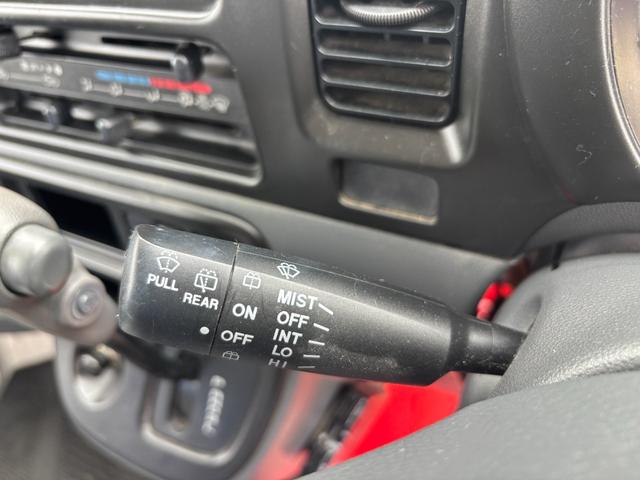 PULL
REAR
ON
OFF
MIST
OFF
INT
LO
HI